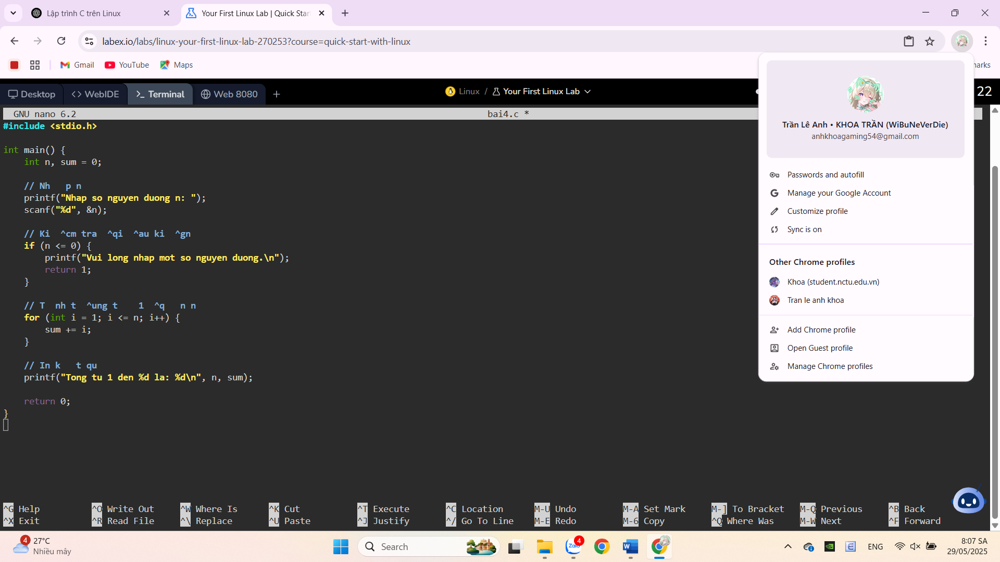 Lập trình C trên Linux
Your First Linux Lab | Quick Star
labex.io/labs/linux-your-first-linux-lab-270253?course=quick-start-with-linux
Gmail YouTube Maps
Desktop WebIDE Terminal Web 8080
Linux / Your First Linux Lab
22
GNU nano 6.2 bai4.c *
#include <stdio.h>
int main() {
int n, sum = 0;
// Nh p n
printf("Nhap so nguyen duong n: ");
scanf("%d", &n);
// Ki ^cm tra ^qi ^au ki ^gn
if (n <= 0) {
printf("Vui long nhap mot so nguyen duong.\n");
return 1;
}
// T nh t ^ung t 1 ^q n n
for (int i = 1; i <= n; i++) {
sum += i;
}
// In k t qu
printf("Tong tu 1 den %d la: %d\n", n, sum);
return 0;
}
^G Help ^O Write Out ^W Where Is ^K Cut ^T Execute ^C Location M-U Undo M-A Set Mark M-] To Bracket M-Q Previous ^B Back
^X Exit ^R Read File ^\ Replace ^U Paste ^J Justify ^/ Go To Line M-E Redo M-6 Copy ^Q Where Was M-W Next ^F Forward
Trần Lê Anh • KHOA TRẦN (WiBuNeVerDie)
anhkhoagaming54@gmail.com
Passwords and autofill
Manage your Google Account
Customize profile
Sync is on
Other Chrome profiles
Khoa (student.nctu.edu.vn)
Tran le anh khoa
Add Chrome profile
Open Guest profile
Manage Chrome profiles
4
27°C
Nhiều mây
Search
Zalo
4
W
ENG
8:07 SA
29/05/2025